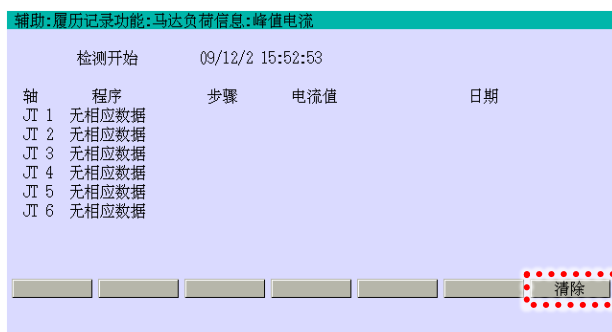 辅助:履历记录功能:马达负荷信息:峰值电流
检测开始 09/12/2 15:52:53
轴 程序 步骤 电流值 日期
JT 1 无相应数据
JT 2 无相应数据
JT 3 无相应数据
JT 4 无相应数据
JT 5 无相应数据
JT 6 无相应数据
清除